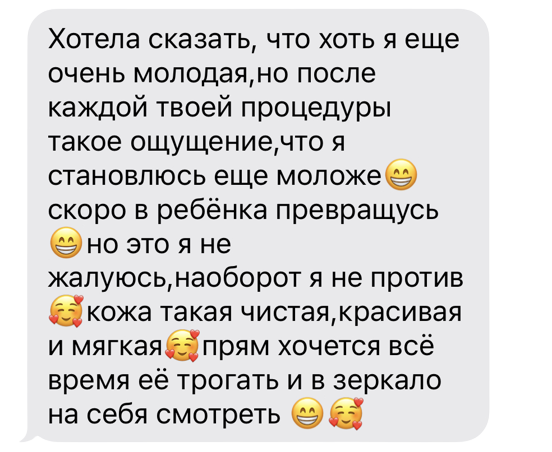 Хотела сказать, что хоть я еще
очень молодая,но после
каждой твоей процедуры
такое ощущение,что я
становлюсь еще моложе😁
скоро в ребёнка превращусь
😁но это я не
жалуюсь,наоборот я не против
🥰кожа такая чистая,красивая
и мягкая🥰прям хочется всё
время её трогать и в зеркало
на себя смотреть 😁🥰